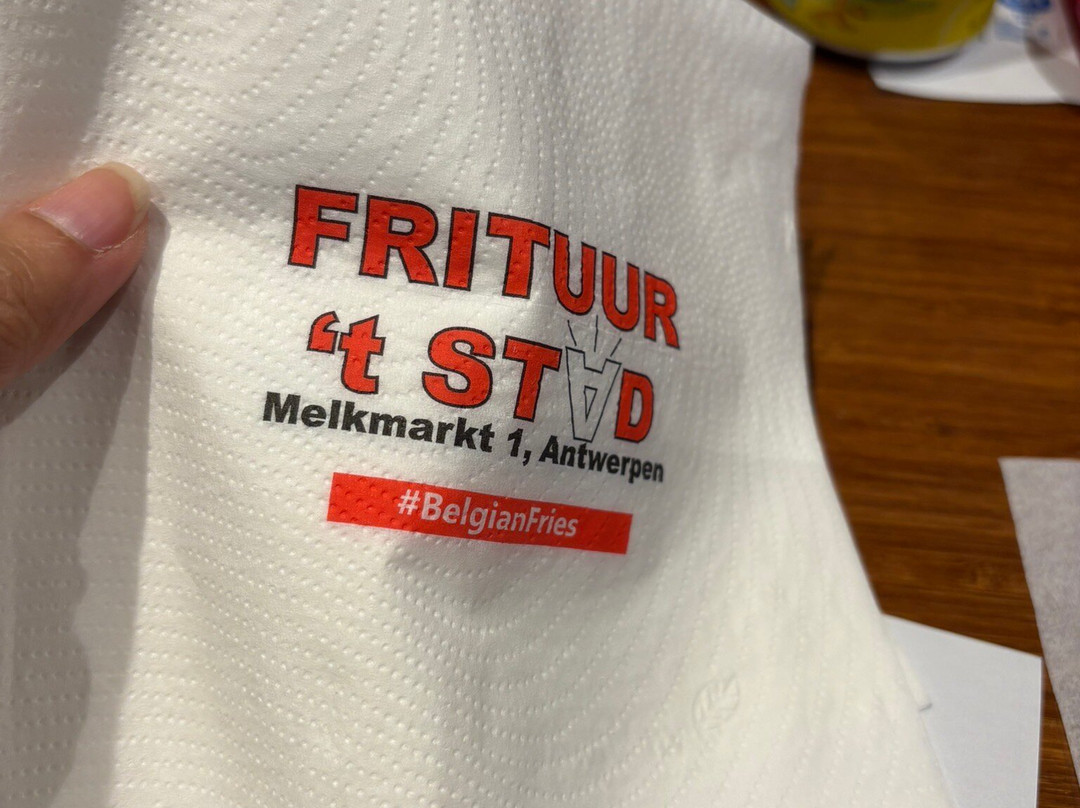 FRITUUR
‘t STAD
Melkmarkt 1, Antwerpen
#BelgianFries